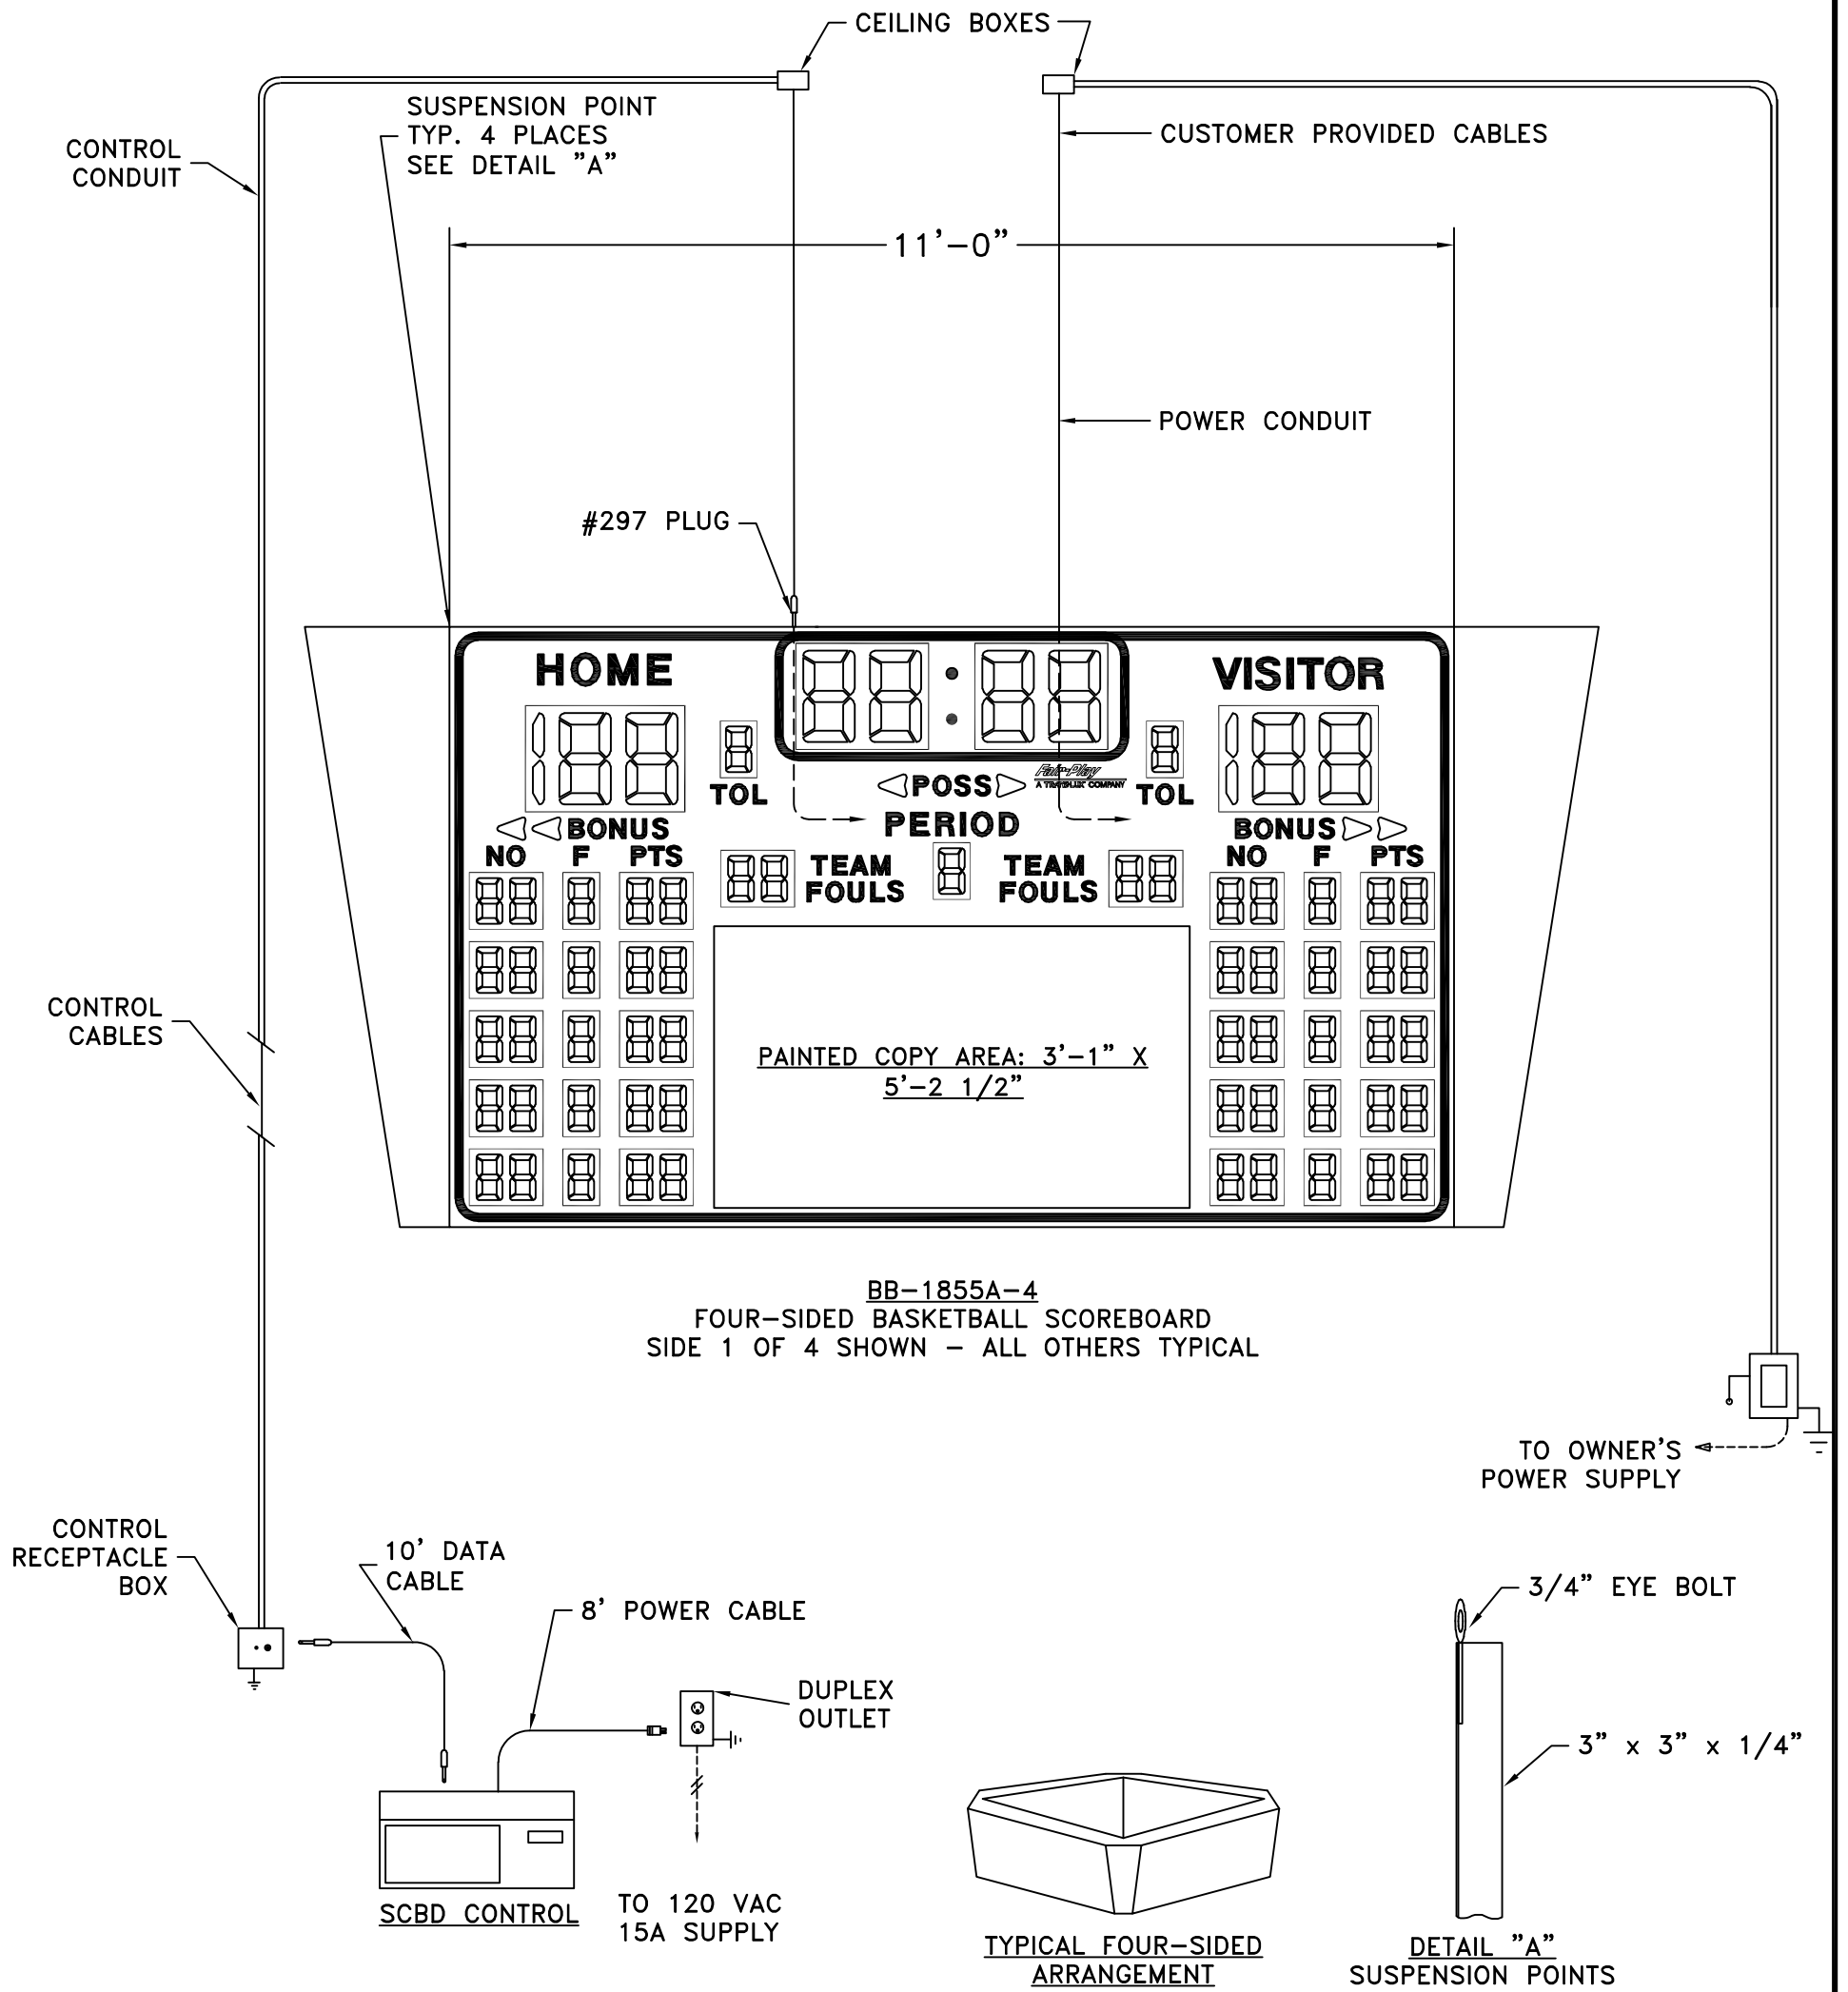 CEILING BOXES
SUSPENSION POINT
TYP. 4 PLACES
SEE DETAIL "A"
CUSTOMER PROVIDED CABLES
CONTROL
CONDUIT
11'-0"
POWER CONDUIT
#297 PLUG
HOME
VISITOR
TOL
POSS
Fair-Play
A TRANS-LUX COMPANY
TOL
PERIOD
BONUS
NO F PTS
BONUS
NO F PTS
TEAM
FOULS
TEAM
FOULS
CONTROL
CABLES
PAINTED COPY AREA: 3'-1" X
5'-2 1/2"
BB-1855A-4
FOUR-SIDED BASKETBALL SCOREBOARD
SIDE 1 OF 4 SHOWN - ALL OTHERS TYPICAL
TO OWNER'S
POWER SUPPLY
CONTROL
RECEPTACLE
BOX
10' DATA
CABLE
8' POWER CABLE
DUPLEX
OUTLET
3/4" EYE BOLT
3" x 3" x 1/4"
SCBD CONTROL
TO 120 VAC
15A SUPPLY
TYPICAL FOUR-SIDED
ARRANGEMENT
DETAIL "A"
SUSPENSION POINTS